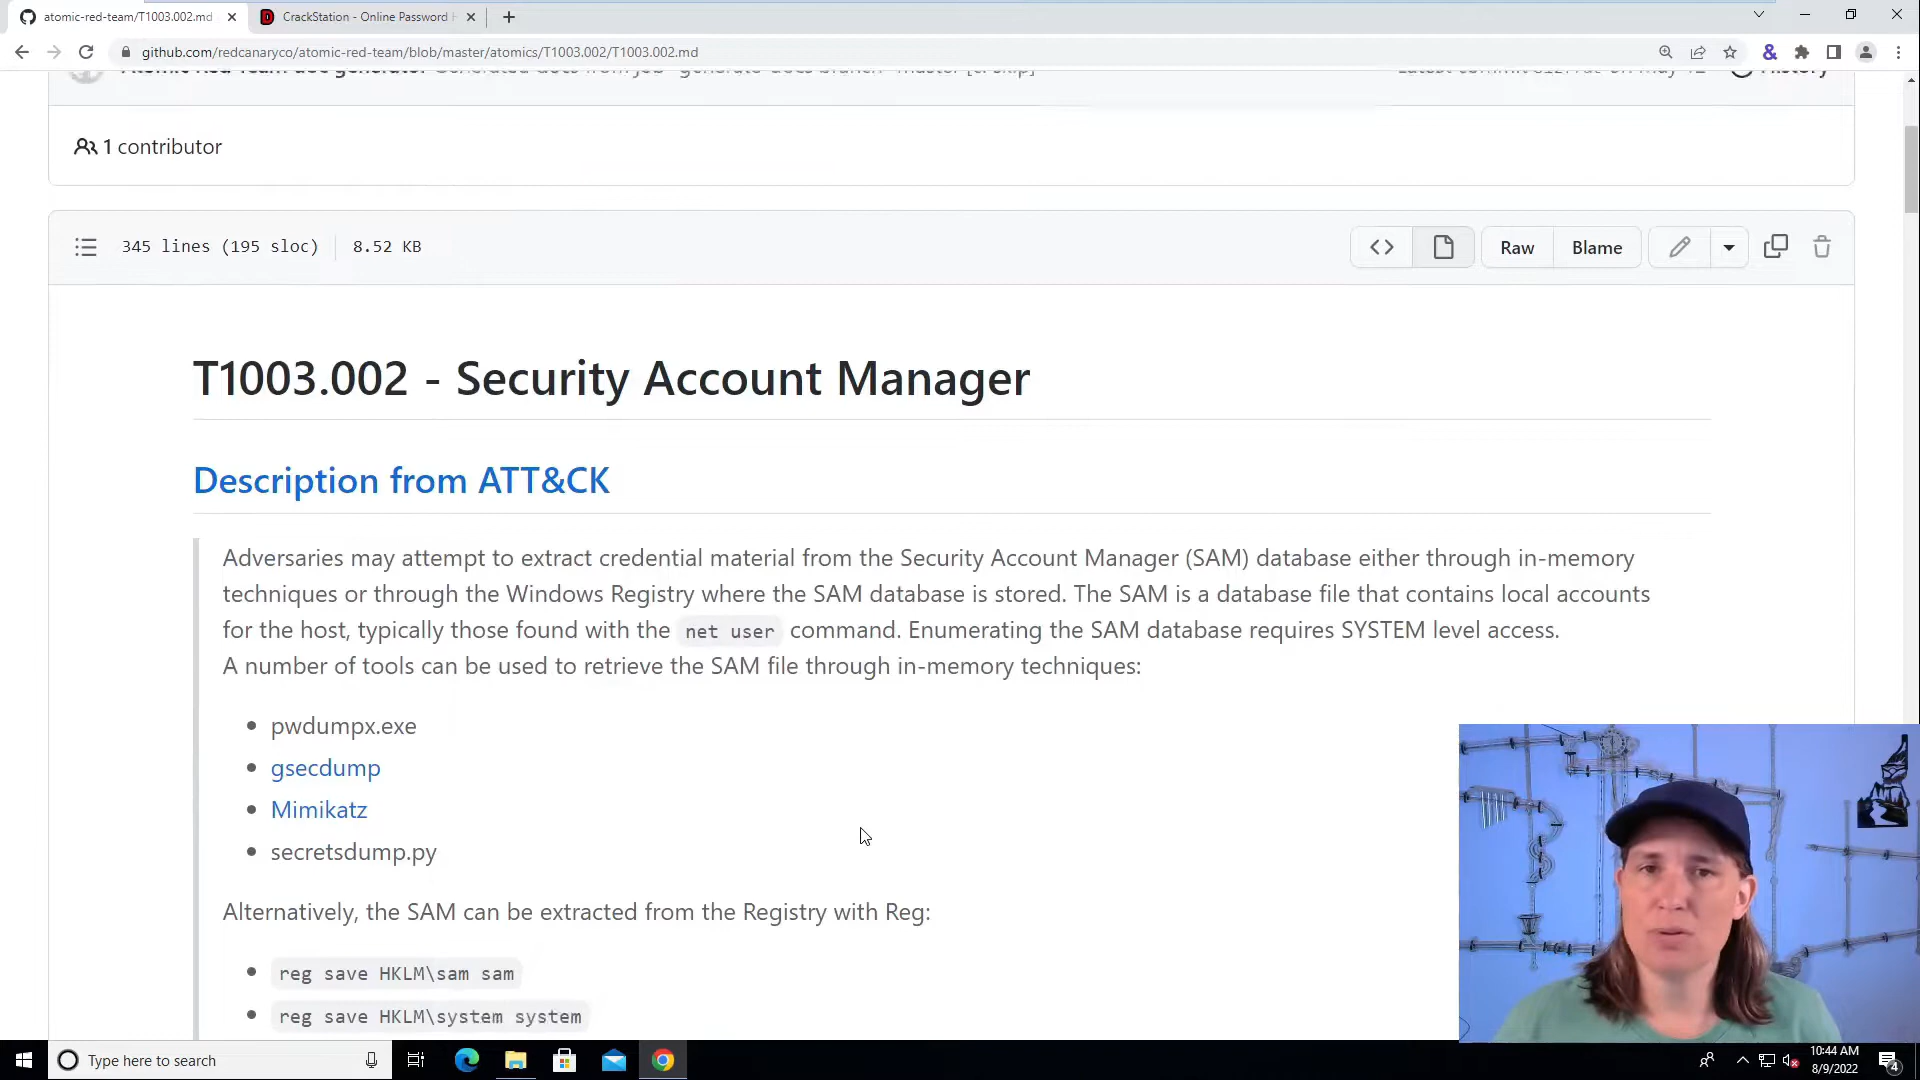 atomic-red-team/T1003.002.md
CrackStation - Online Password H
github.com/redcanaryco/atomic-red-team/blob/master/atomics/T1003.002/T1003.002.md
1 contributor
345 lines (195 sloc) 8.52 KB
Raw
Blame
T1003.002 - Security Account Manager
Description from ATT&CK
Adversaries may attempt to extract credential material from the Security Account Manager (SAM) database either through in-memory
techniques or through the Windows Registry where the SAM database is stored. The SAM is a database file that contains local accounts
for the host, typically those found with the net user command. Enumerating the SAM database requires SYSTEM level access.
A number of tools can be used to retrieve the SAM file through in-memory techniques:
pwdumpx.exe
gsecdump
Mimikatz
secretsdump.py
Alternatively, the SAM can be extracted from the Registry with Reg:
reg save HKLM\sam sam
reg save HKLM\system system
Type here to search
10:44 AM
8/9/2022
4